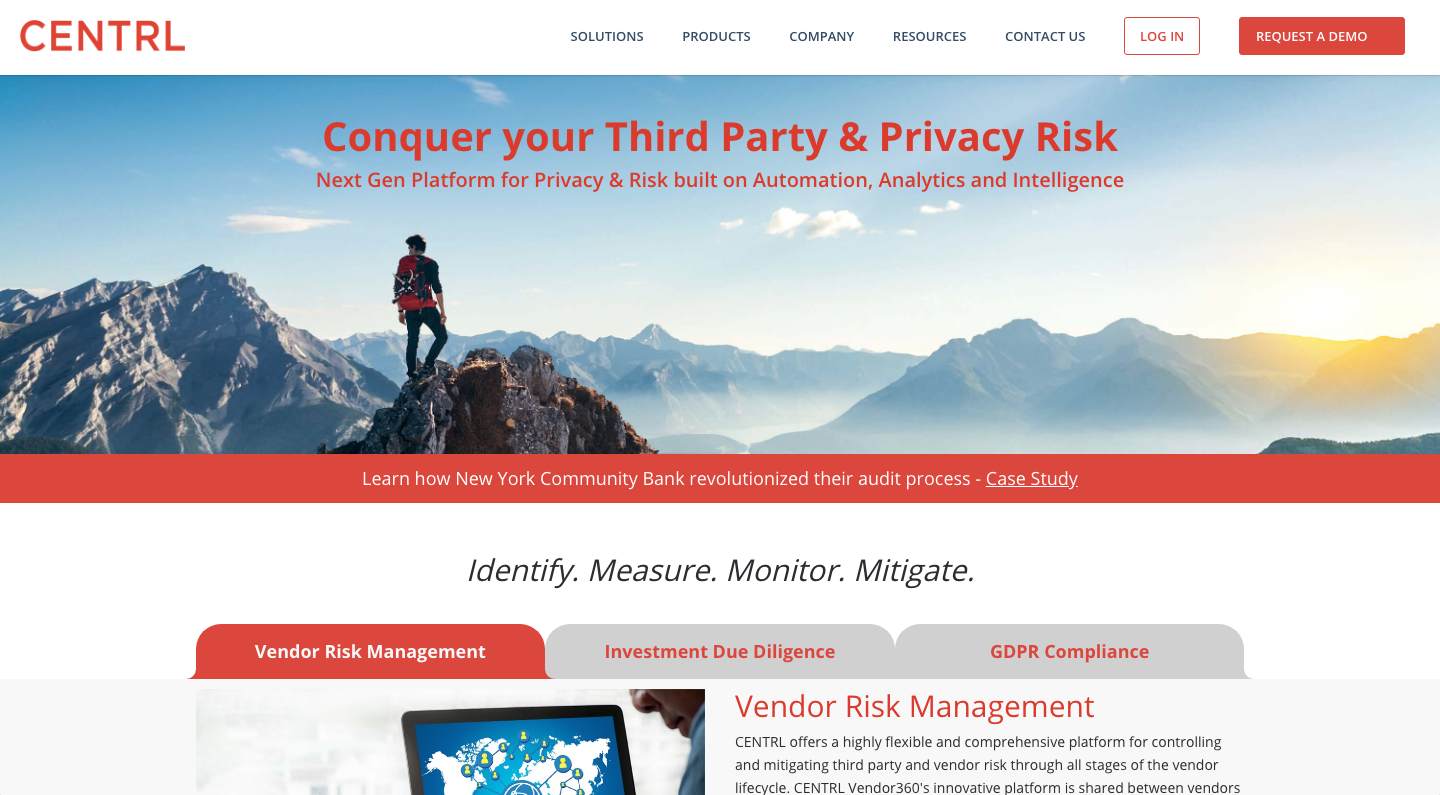 CENTRL
SOLUTIONS PRODUCTS COMPANY RESOURCES CONTACT US LOG IN REQUEST A DEMO
Conquer your Third Party & Privacy Risk
Next Gen Platform for Privacy & Risk built on Automation, Analytics and Intelligence
Learn how New York Community Bank revolutionized their audit process - Case Study
Identify. Measure. Monitor. Mitigate.
Vendor Risk Management Investment Due Diligence GDPR Compliance
Vendor Risk Management
CENTRL offers a highly flexible and comprehensive platform for controlling
and mitigating third party and vendor risk through all stages of the vendor
lifecycle. CENTRL Vendor360's innovative platform is shared between vendors